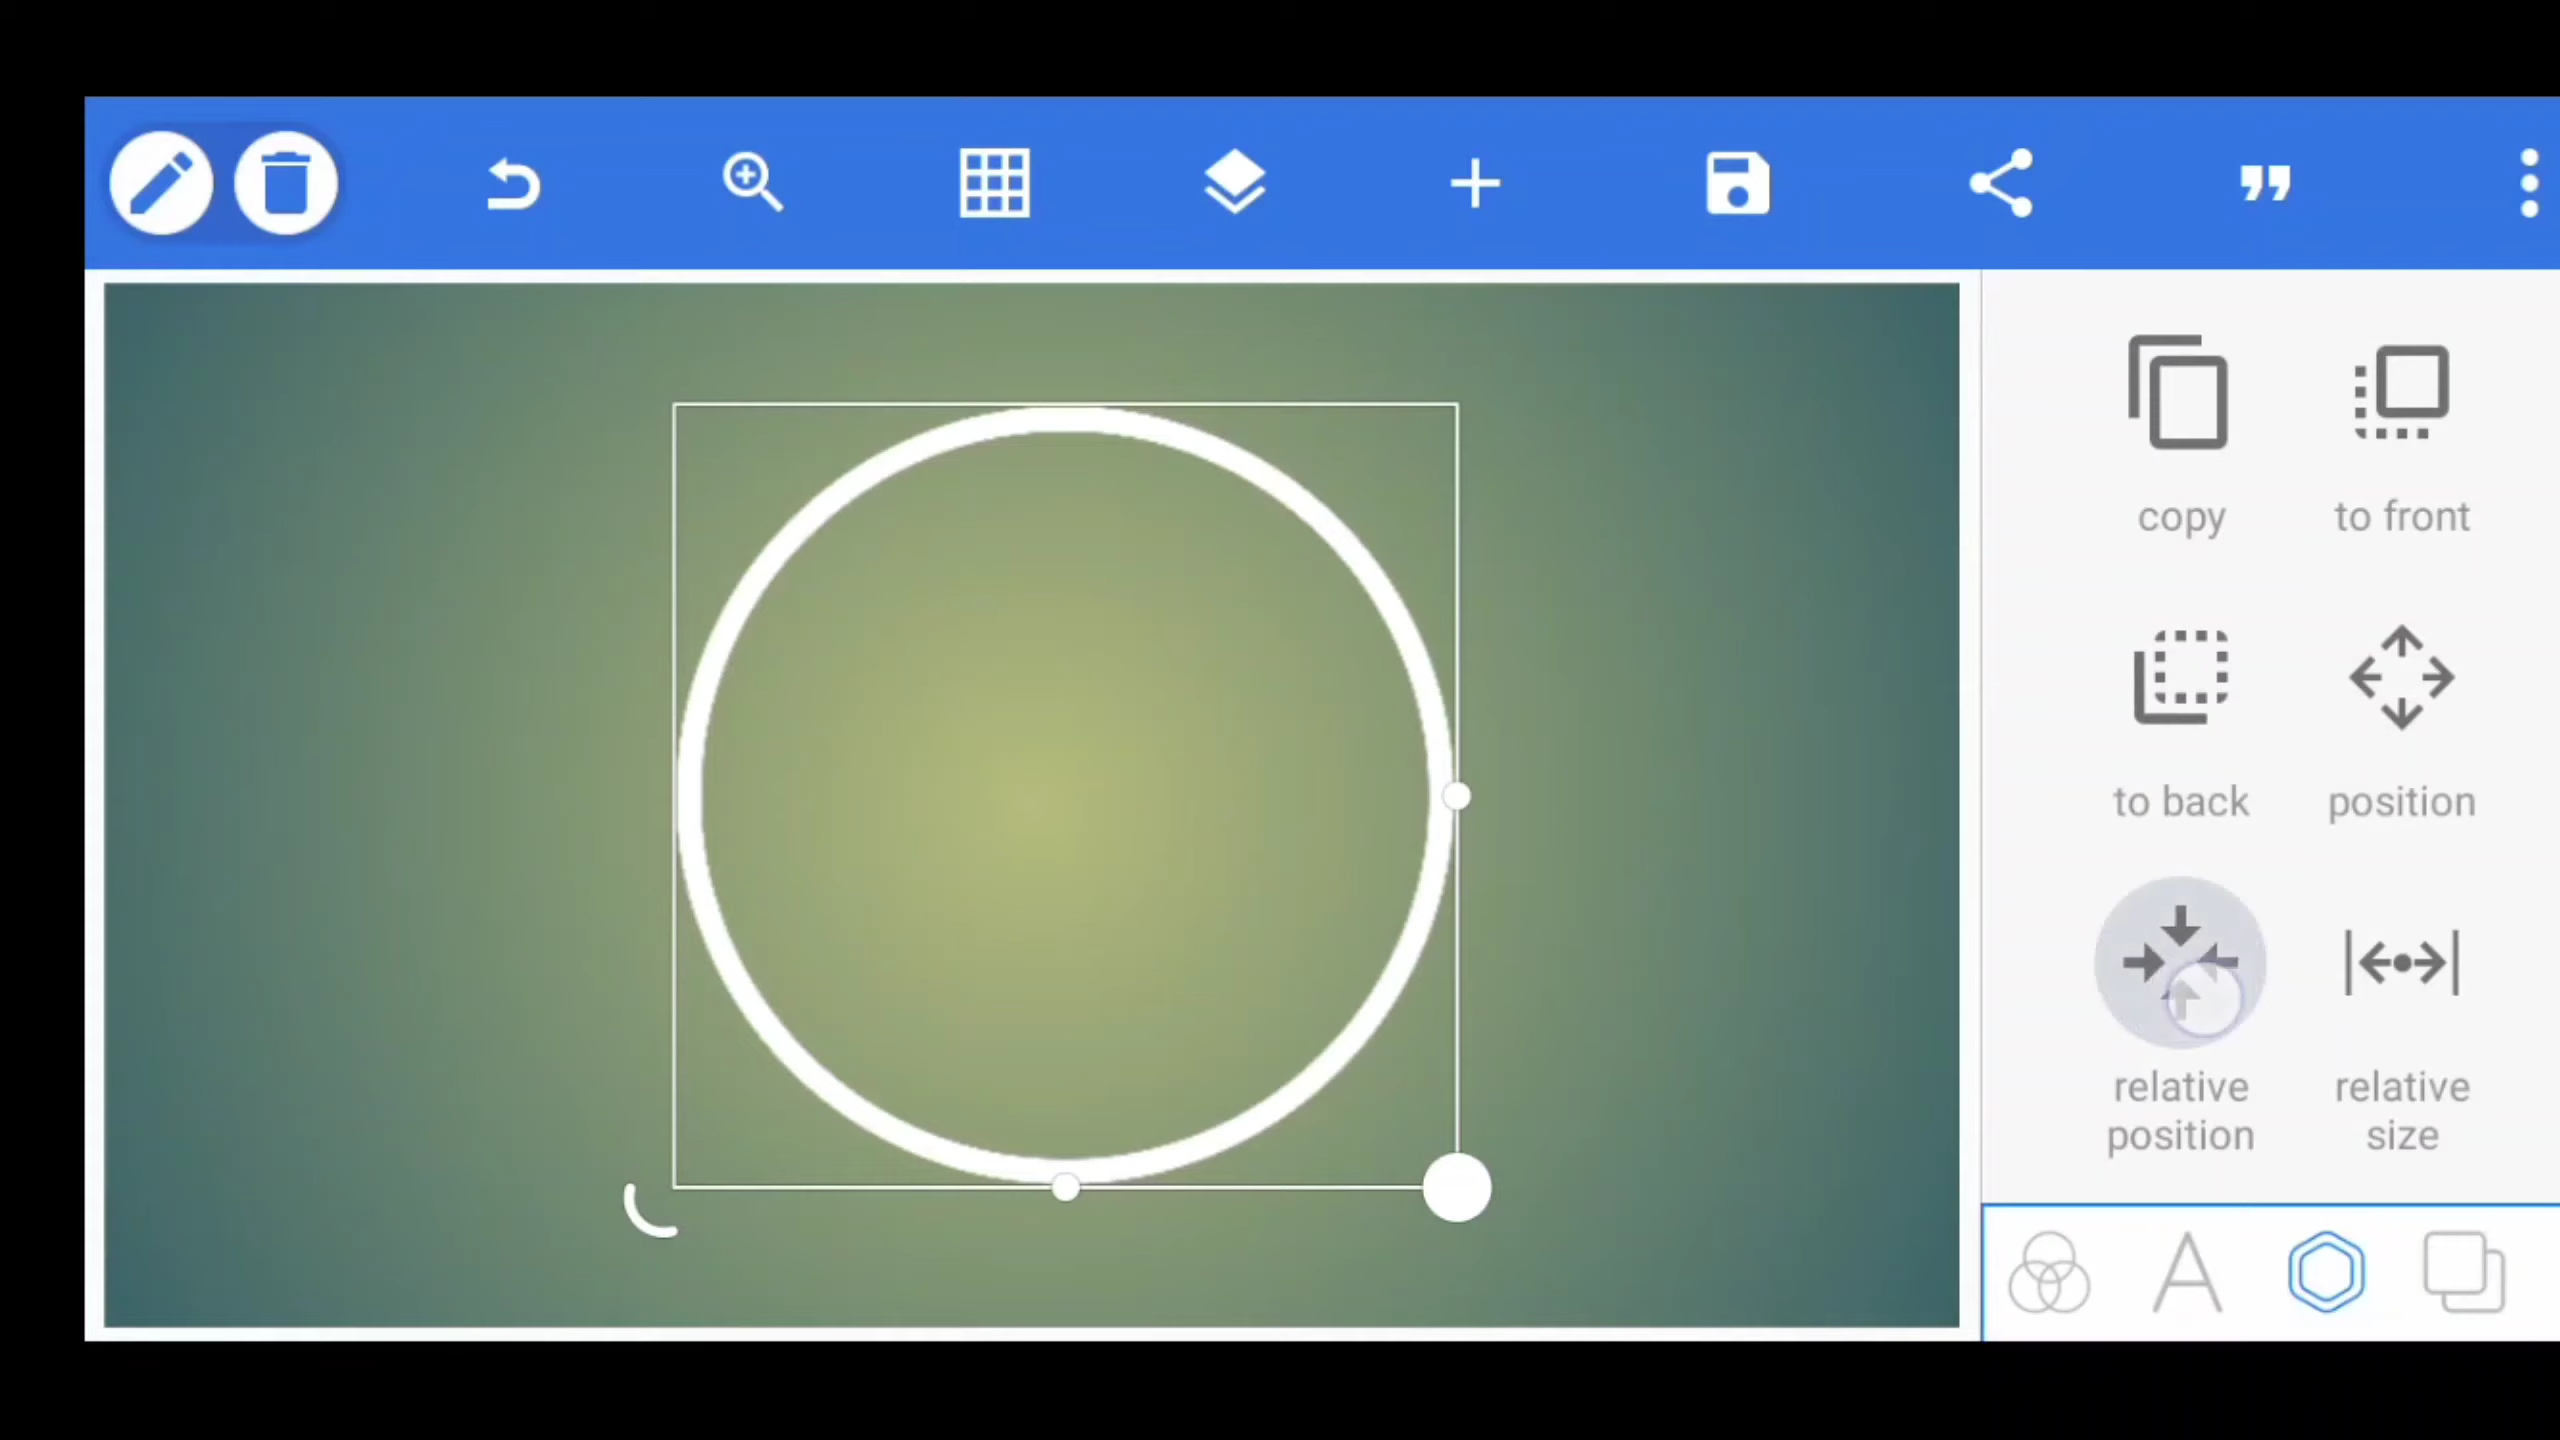 copy
to front
to back
position
relative
position
relative
size